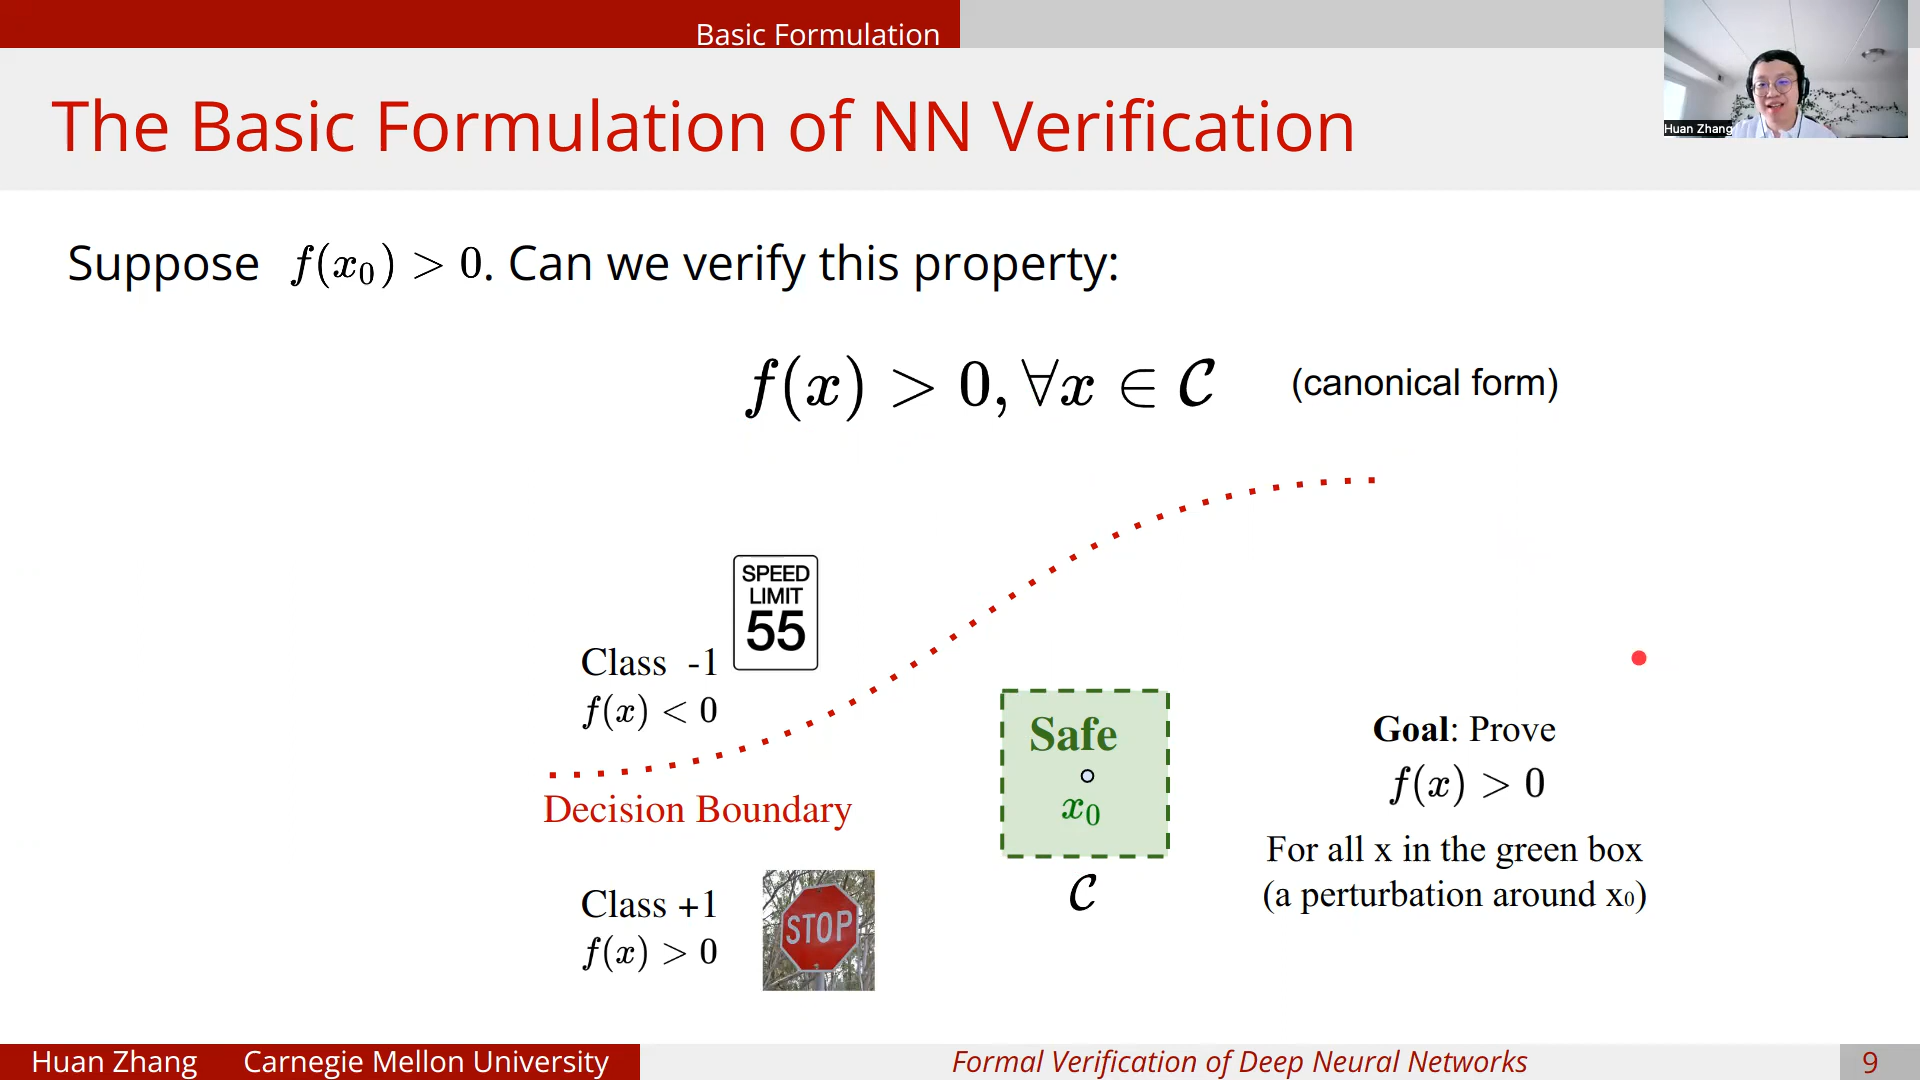 Basic Formulation
The Basic Formulation of NN Verification
Huan Zhang
Suppose f(x₀) > 0. Can we verify this property:
f(x) > 0, ∀x ∈ 𝒞 (canonical form)
SPEED
LIMIT
55
Class -1
f(x) < 0
Decision Boundary
Safe
x₀
𝒞
Goal: Prove
f(x) > 0
For all x in the green box
(a perturbation around x₀)
Class +1
f(x) > 0
STOP
Huan Zhang Carnegie Mellon University Formal Verification of Deep Neural Networks 9